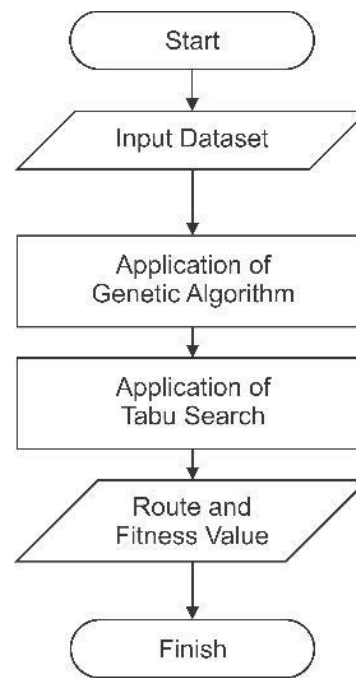 Start
Input Dataset
Application of
Genetic Algorithm
Application of
Tabu Search
Route and
Fitness Value
Finish